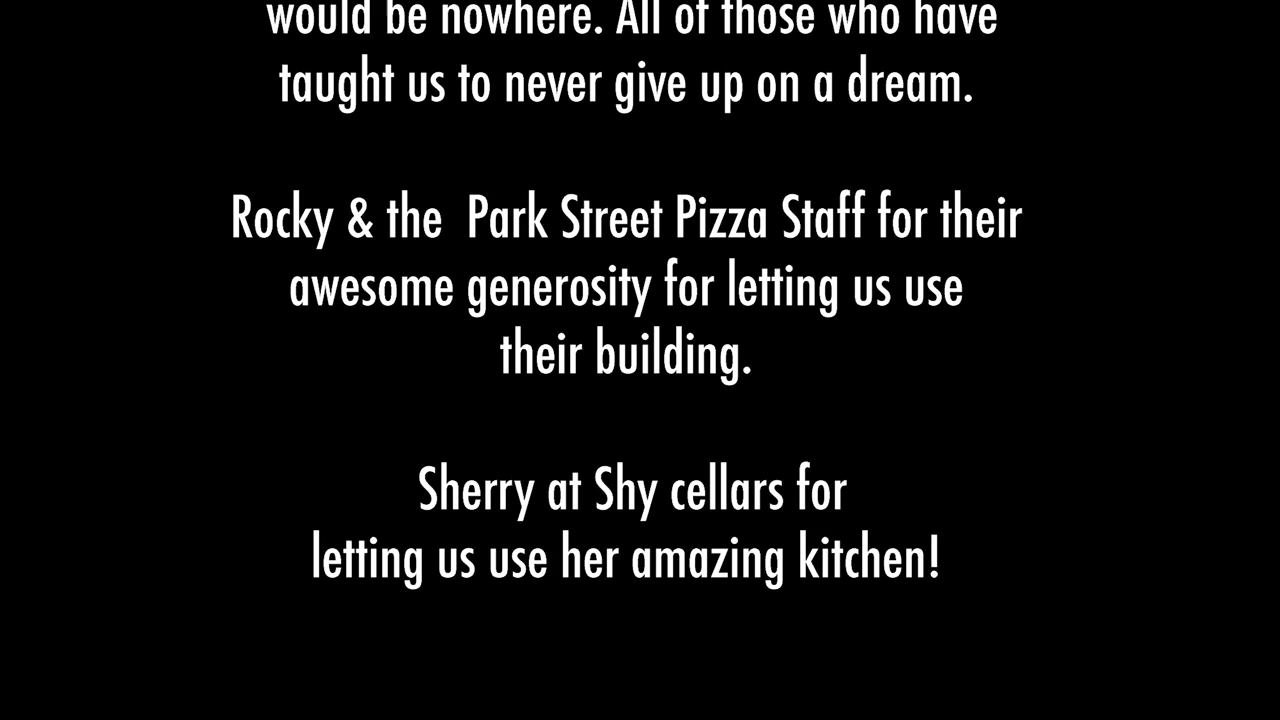 would be nowhere. All of those who have
taught us to never give up on a dream.
Rocky & the  Park Street Pizza Staff for their
awesome generosity for letting us use
their building.
Sherry at Shy cellars for
letting us use her amazing kitchen!